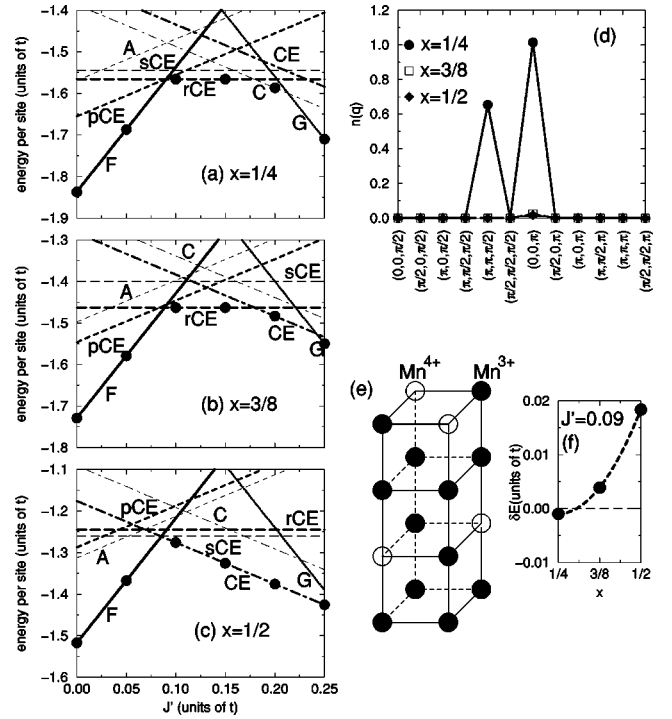 energy per site (units of t)
−1.4
−1.5
−1.6
−1.7
−1.8
−1.9
A
sCE
CE
rCE
C
pCE
F
G
(a) x=1/4
energy per site (units of t)
−1.3
−1.4
−1.5
−1.6
−1.7
−1.8
C
sCE
A
rCE
CE
pCE
G
F
(b) x=3/8
energy per site (units of t)
−1.1
−1.2
−1.3
−1.4
−1.5
−1.6
pCE
C
rCE
sCE
A
CE
G
F
(c) x=1/2
0.00 0.05 0.10 0.15 0.20 0.25
J' (units of t)
n(q)
1.2
1.0
0.8
0.6
0.4
0.2
0.0
x=1/4
x=3/8
x=1/2
(d)
(0,0,π/2)
(π/2,0,π/2)
(π,0,π/2)
(π/2,π,π/2)
(π,π,π/2)
(π/2,π/2,π/2)
(0,0,π)
(π/2,0,π)
(π,0,π)
(π,π/2,π)
(π,π,π)
(π/2,π/2,π)
(e)
Mn4+ Mn3+
δE(units of t)
0.02
0.01
0.00
−0.01
J'=0.09
(f)
1/4 3/8 1/2
x